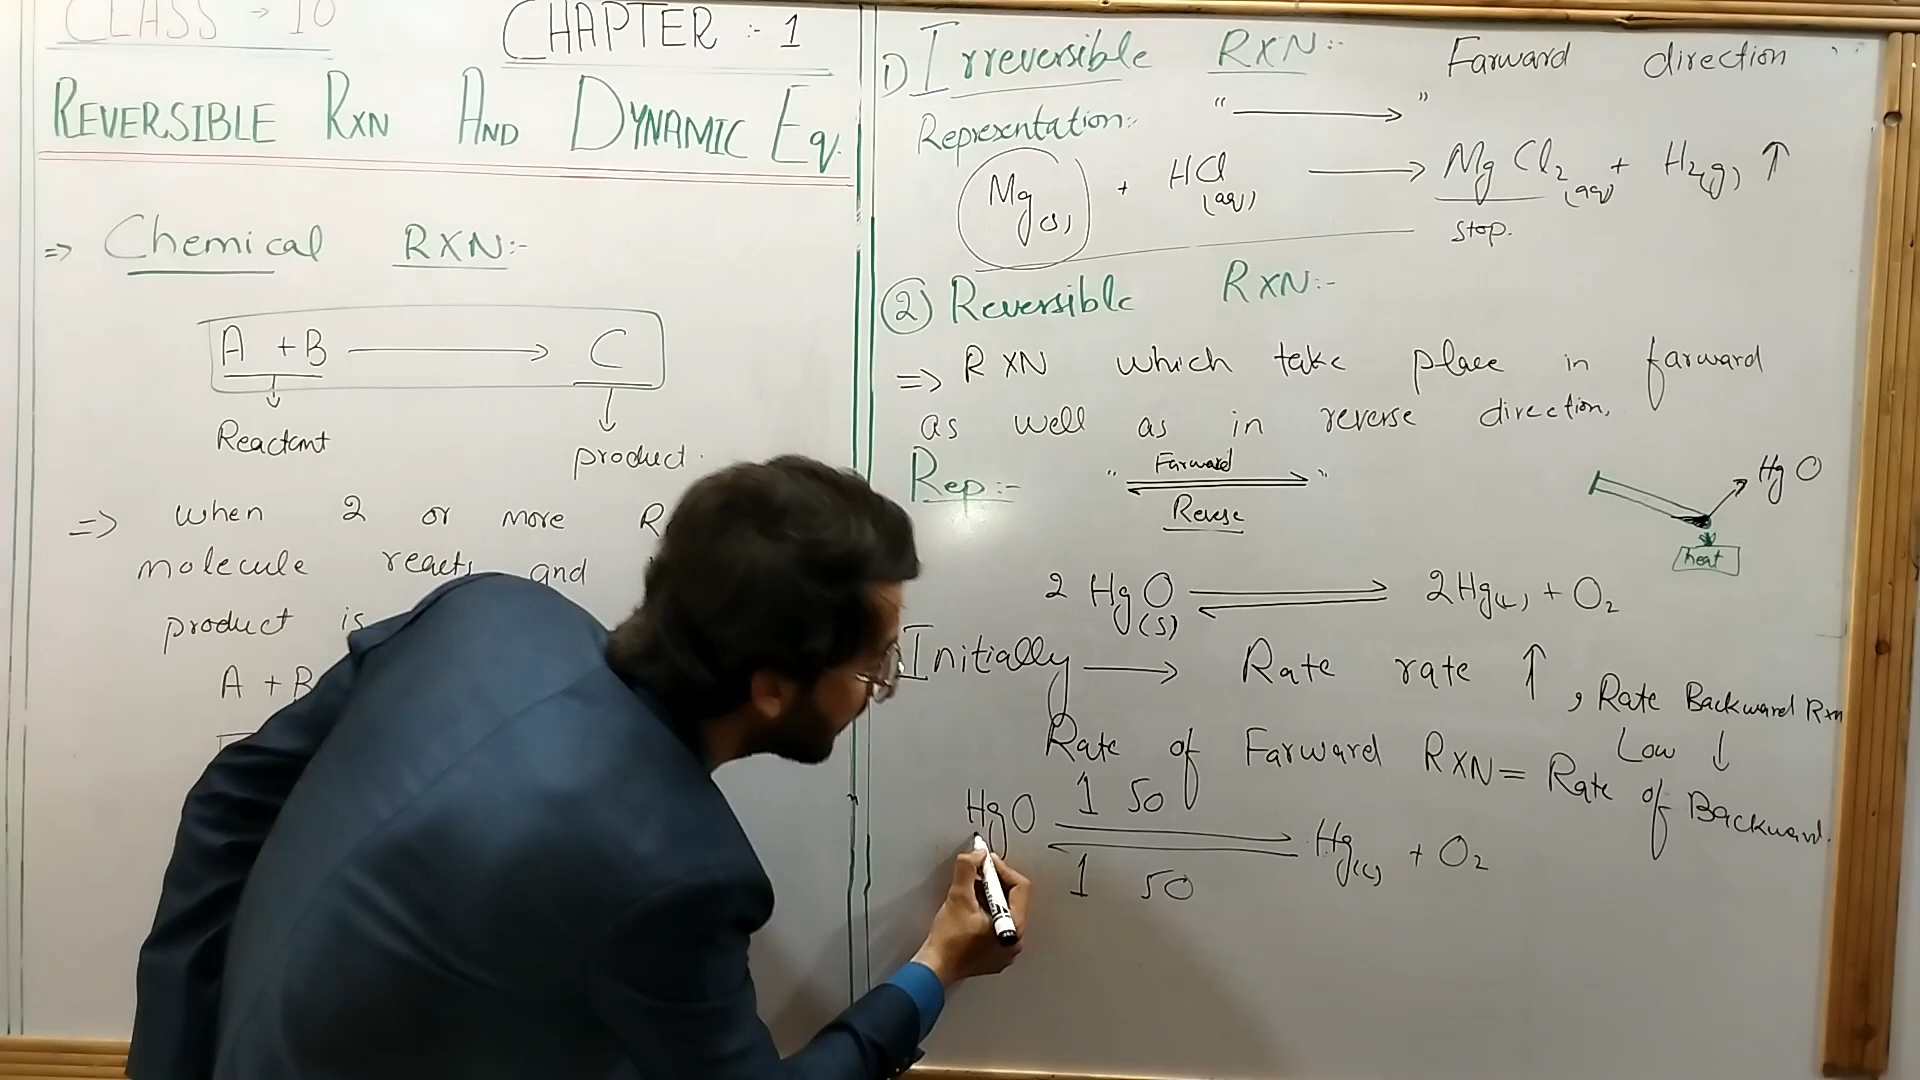 CLASS → 10
CHAPTER :- 1
REVERSIBLE RXN AND DYNAMIC Eq.
⇒ Chemical RXN:-
A + B ⟶ C
Reactant
product.
⇒ when 2 or more R
molecule reacts and
product is
A + B
1) Irreversible RXN:- Farward direction
Representation:- " ⟶ "
Mg(s) + HCl(aq) ⟶ MgCl2(aq) + H2(g) ↑
stop.
② Reversible RXN:-
⇒ RXN which take place in farward
as well as in reverse direction.
Rep:- " Farward ⇌ Reverse "
HgO
heat
2 HgO(s) ⇌ 2Hg(l) + O2
Initially ⟶ Rate rate ↑ , Rate Backward Rxn
Low ↓
Rate of Farward RXN = Rate of Backward.
1 50
HgO ⇌ Hg(l) + O2
1 50